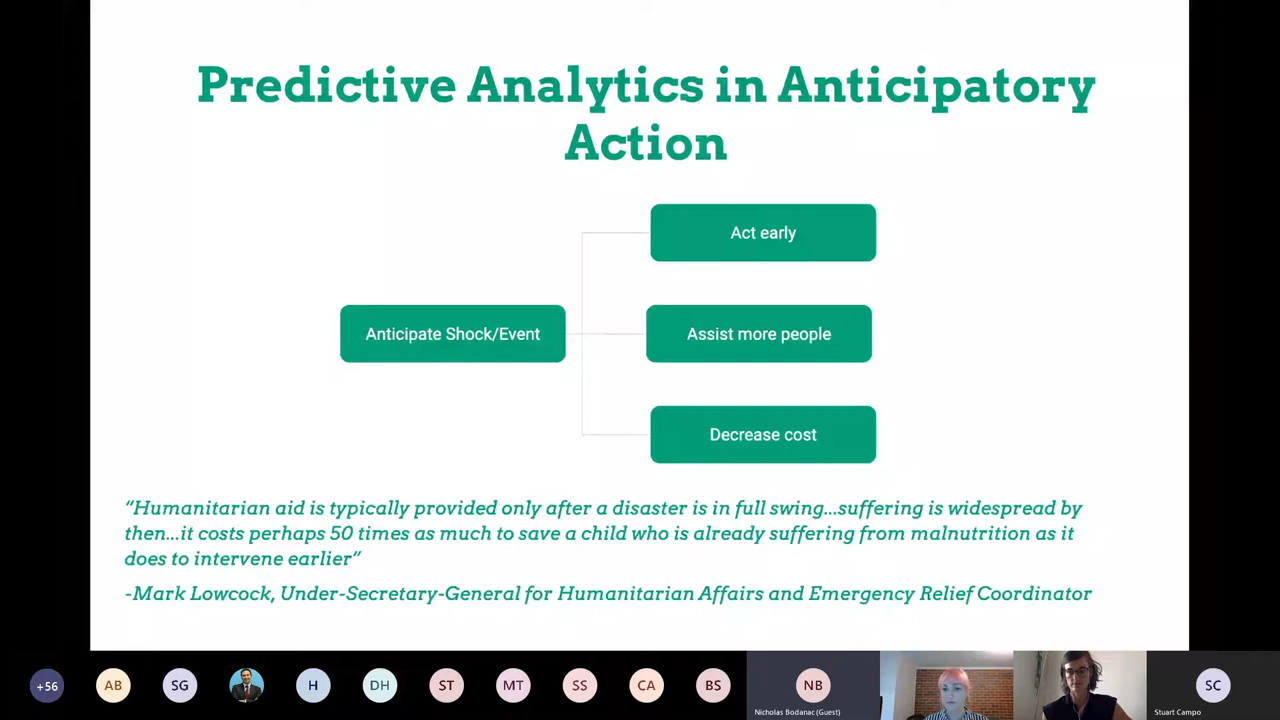 Predictive Analytics in Anticipatory
Action
Act early
Anticipate Shock/Event
Assist more people
Decrease cost
“Humanitarian aid is typically provided only after a disaster is in full swing...suffering is widespread by
then...it costs perhaps 50 times as much to save a child who is already suffering from malnutrition as it
does to intervene earlier”
-Mark Lowcock, Under-Secretary-General for Humanitarian Affairs and Emergency Relief Coordinator
+56
AB
SG
H
DH
ST
MT
SS
CA
BS
NB
SC
Nicholas Bodanac (Guest)
Stuart Campo